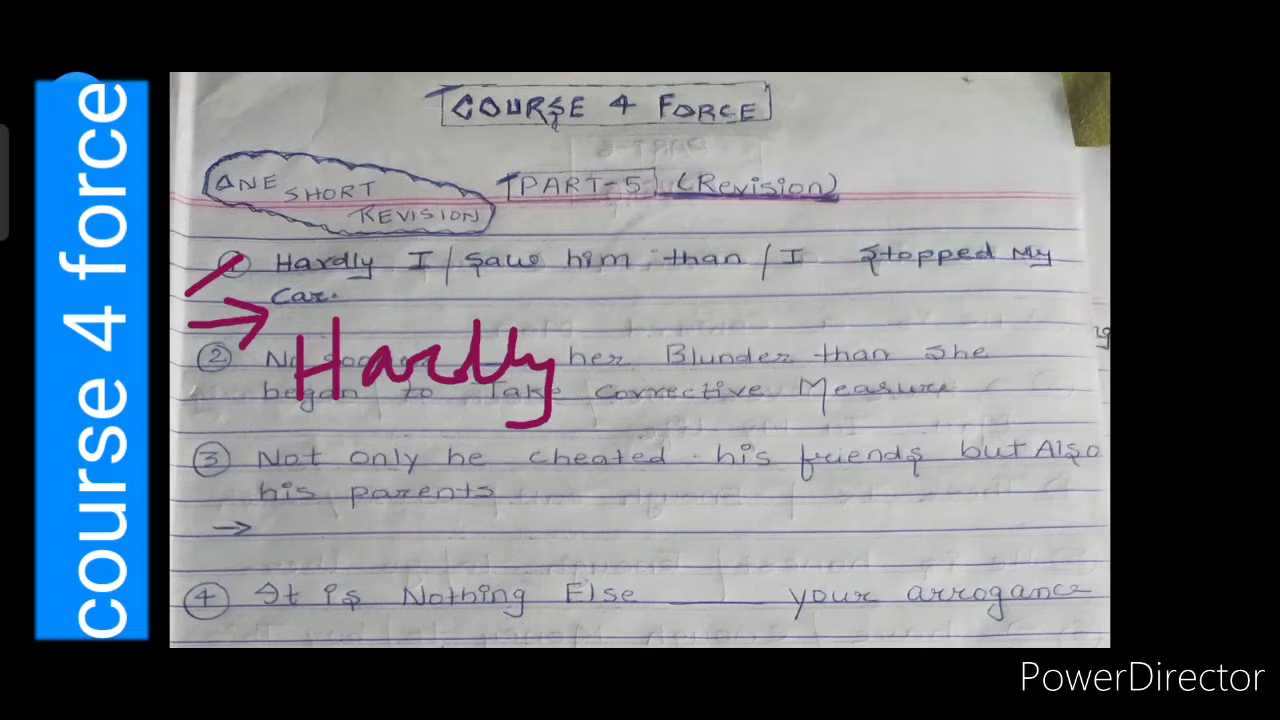 course 4 force
COURSE 4 FORCE
ONE SHORT REVISION
PART-5 (Revision)
① Hardly I / saw him than / I stopped My
Car.
→ Hardly
② No her Blunder than she
began to Take corrective Measure
③ Not only he cheated his friends but Also
his parents
→
④ It is Nothing Else ____ your arrogance
PowerDirector